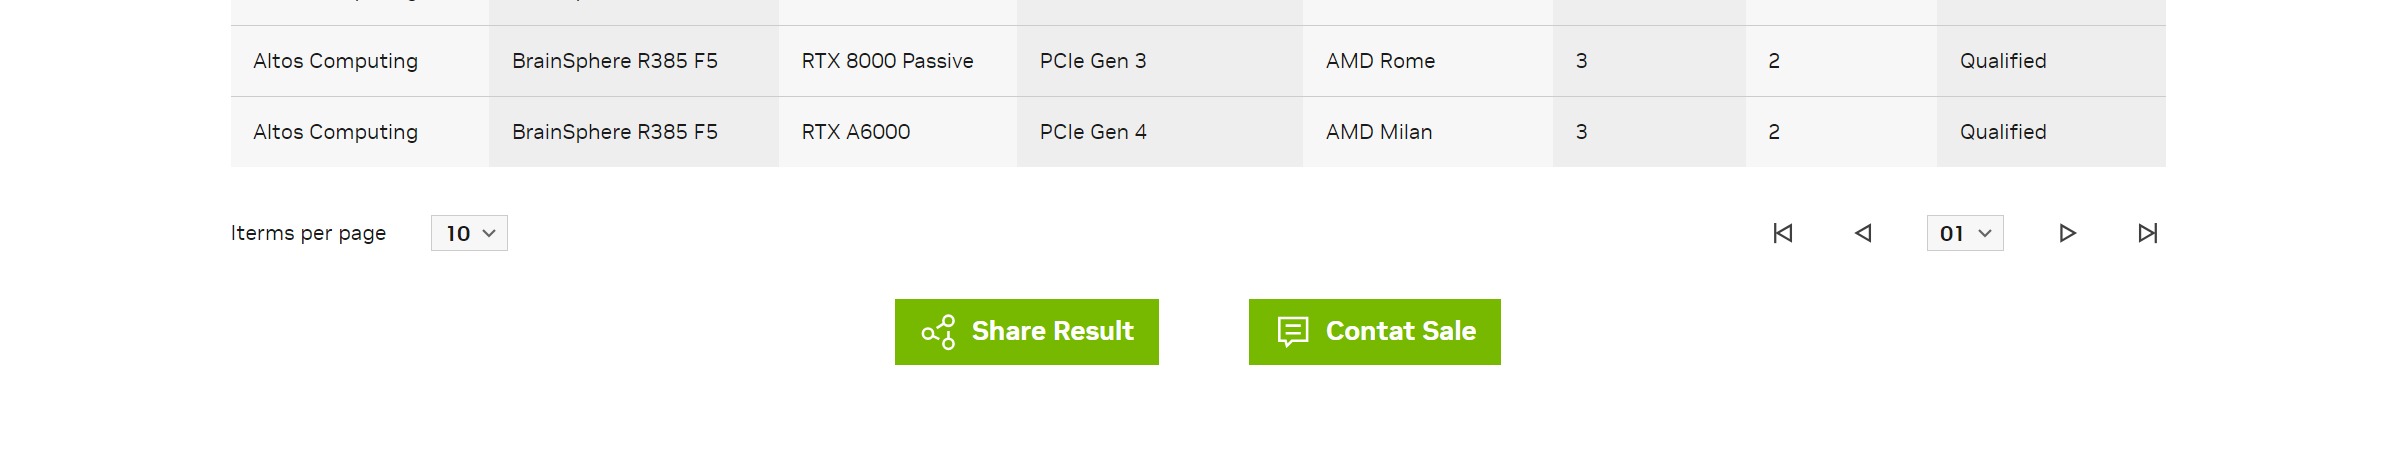 Altos Computing BrainSphere R385 F5 RTX 8000 Passive PCIe Gen 3 AMD Rome 3 2 Qualified
Altos Computing BrainSphere R385 F5 RTX A6000 PCIe Gen 4 AMD Milan 3 2 Qualified
Iterms per page 10 01
Share Result Contat Sale